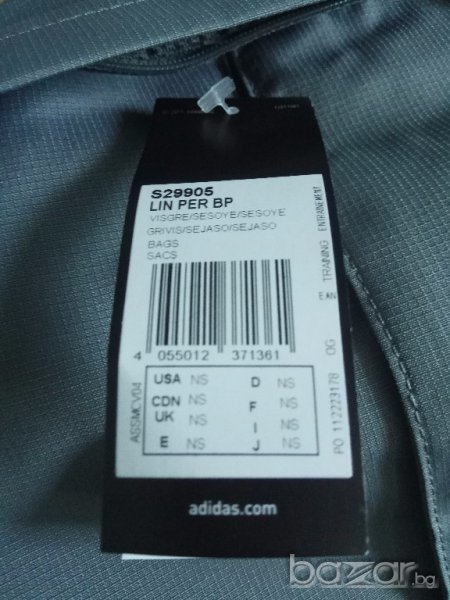 S29905
LIN PER BP
VISGRE/SESOYE/SESOYE
GRIVIS/SEJASO/SEJASO
BAGS
SACS
4 055012 371361
USA NS D NS
CDN NS F NS
UK NS I NS
E NS J NS
ASSMCV04
TRAINING ENTRAINEMENT
EAN
OG
PO 112223178
adidas.com
bazar.bg